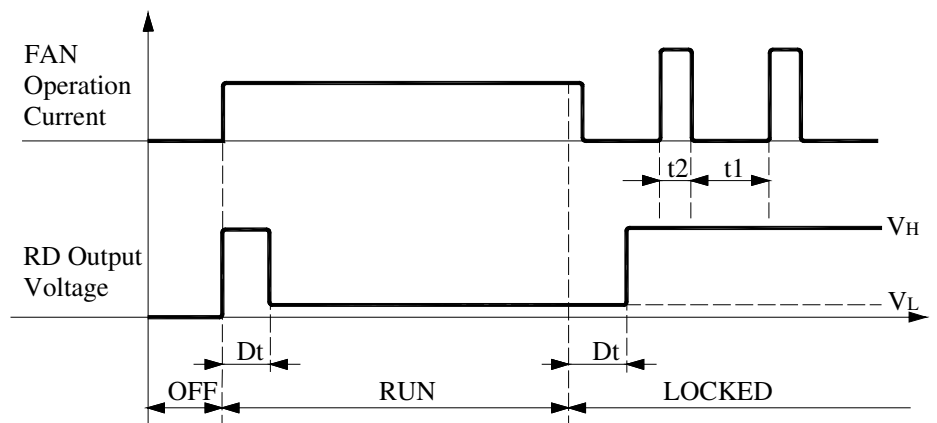 FAN
Operation
Current
t2
t1
VH
RD Output
Voltage
VL
Dt
Dt
OFF
RUN
LOCKED